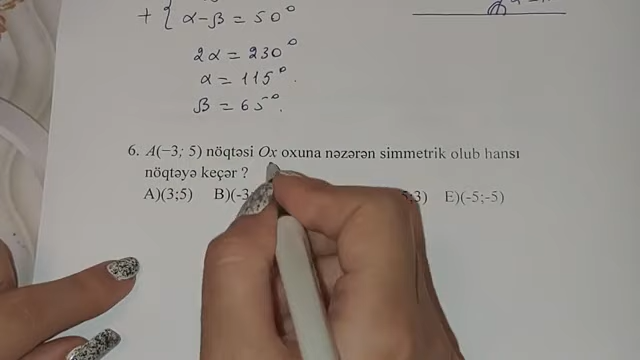 + { α-β = 50°
2α = 230°
α = 115°.
β = 65°.
6. A(−3; 5) nöqtəsi Ox oxuna nəzərən simmetrik olub hansı
nöqtəyə keçər ?
A)(3;5) B)(-3 ;3) E)(-5;-5)